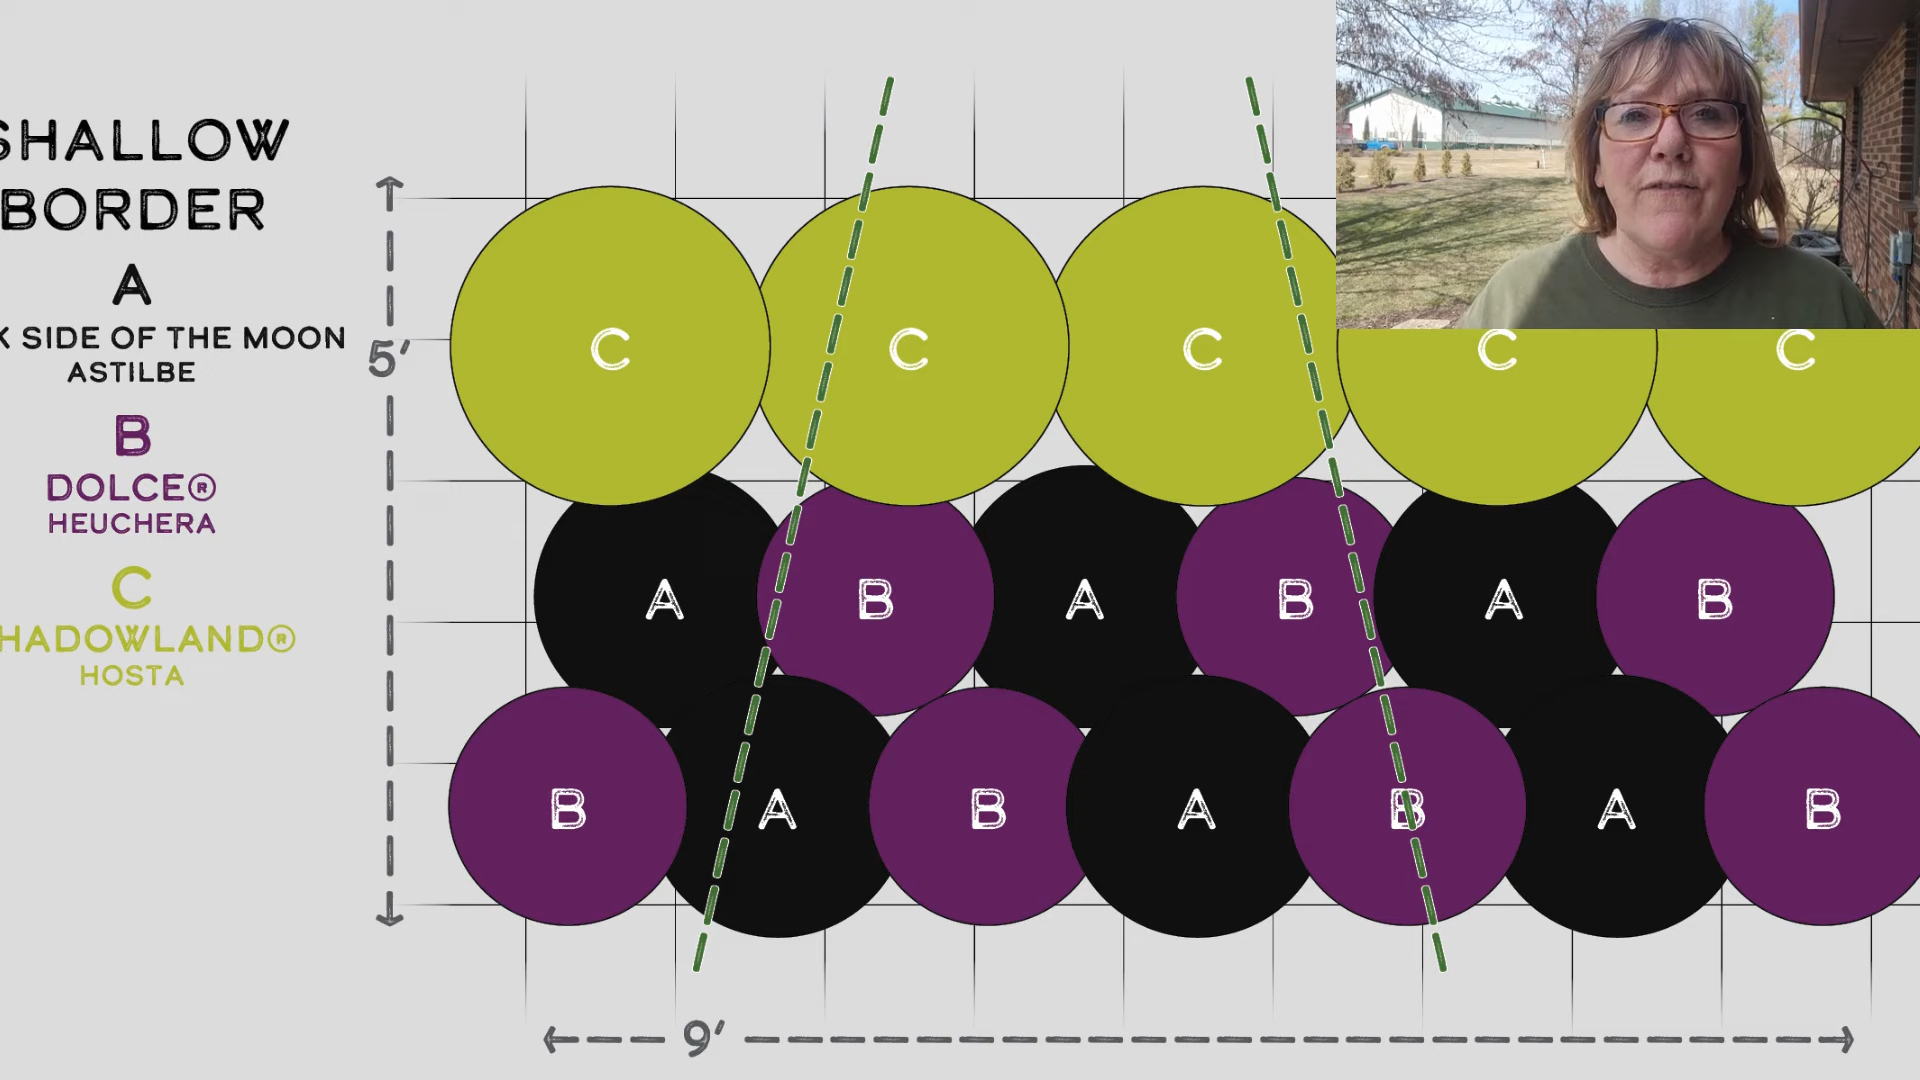 SHALLOW
BORDER
A
K SIDE OF THE MOON
ASTILBE
B
DOLCE®
HEUCHERA
C
HADOWLAND®
HOSTA
5'
C C C C C
A B A B A B
B A B A B A B
9'